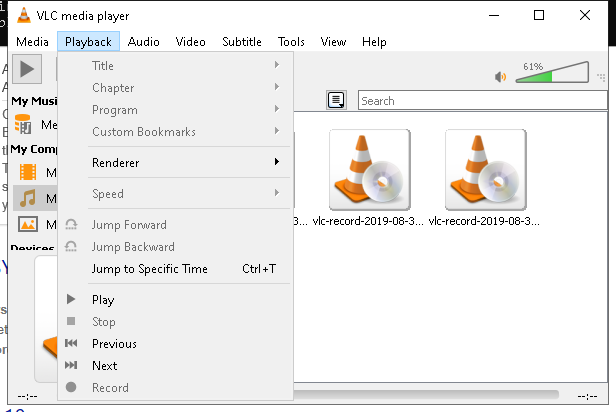 VLC media player
Media Playback Audio Video Subtitle Tools View Help
61%
Search
My Music
Me
My Comp
M
M
M
Devices
Title
Chapter
Program
Custom Bookmarks
Renderer
Speed
Jump Forward
Jump Backward
Jump to Specific Time Ctrl+T
Play
Stop
Previous
Next
Record
3...
vlc-record-2019-08-3...
vlc-record-2019-08-3...
--:--
--:--